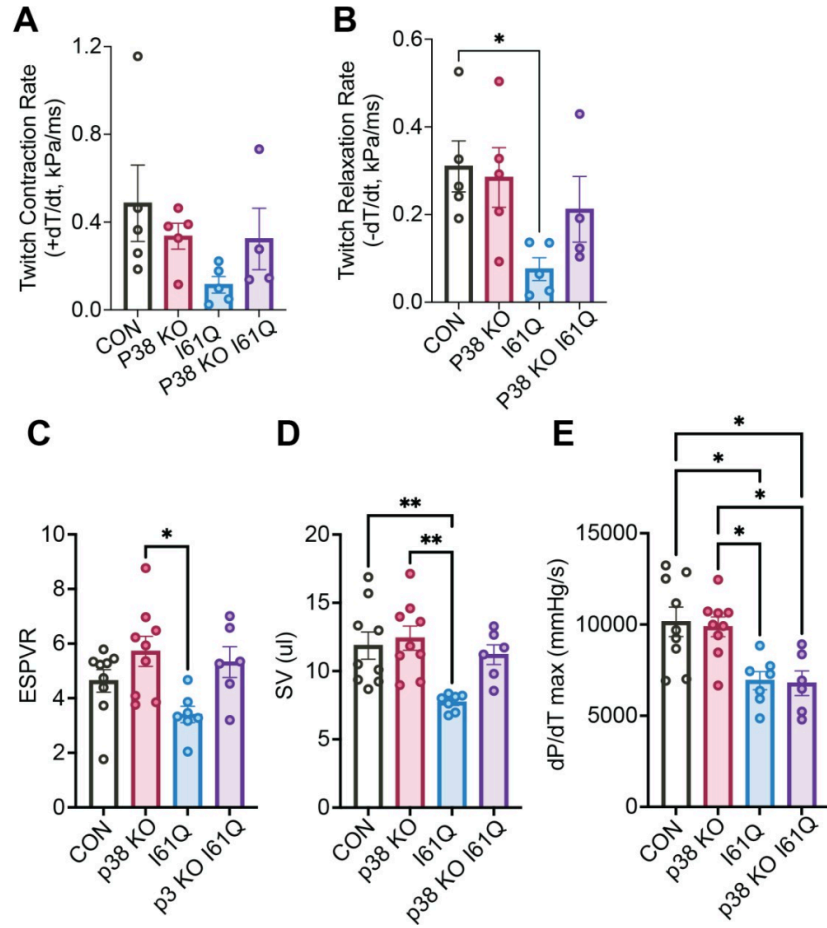 A
Twitch Contraction Rate
(+dT/dt, kPa/ms)
1.2
0.8
0.4
0.0
CON
P38 KO
I61Q
P38 KO I61Q
B
Twitch Relaxation Rate
(-dT/dt, kPa/ms)
0.6
0.4
0.2
0.0
*
CON
P38 KO
I61Q
P38 KO I61Q
C
ESPVR
10
8
6
4
2
0
*
CON
p38 KO
I61Q
p3 KO I61Q
D
SV (ul)
20
15
10
5
0
**
**
CON
p38 KO
I61Q
p38 KO I61Q
E
dP/dT max (mmHg/s)
15000
10000
5000
0
*
*
*
*
CON
p38 KO
I61Q
p38 KO I61Q